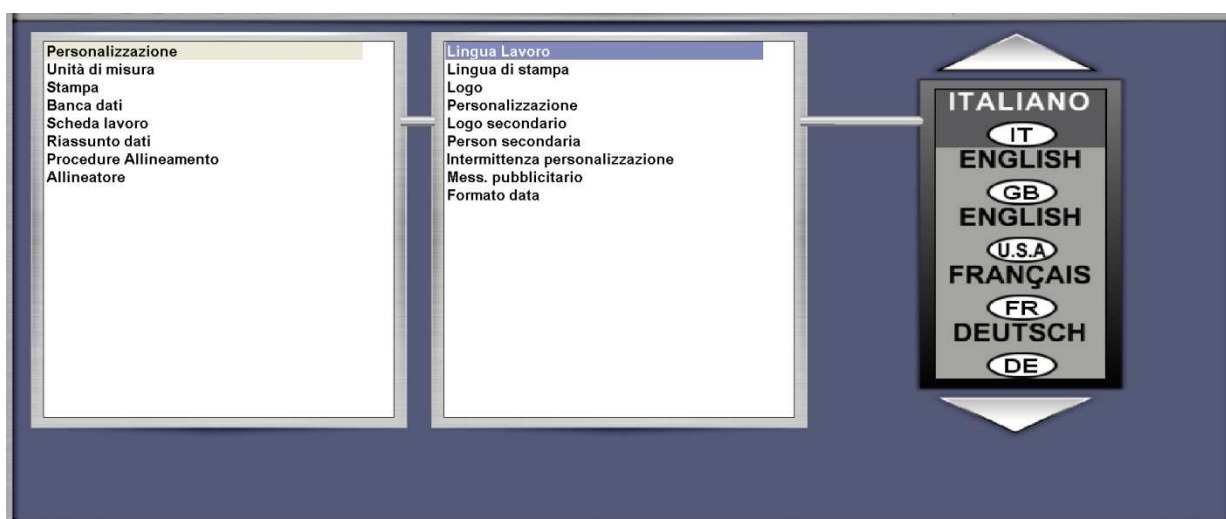 Personalizzazione
Unità di misura
Stampa
Banca dati
Scheda lavoro
Riassunto dati
Procedure Allineamento
Allineatore
Lingua Lavoro
Lingua di stampa
Logo
Personalizzazione
Logo secondario
Person secondaria
Intermittenza personalizzazione
Mess. pubblicitario
Formato data
ITALIANO
IT
ENGLISH
GB
ENGLISH
U.S.A
FRANÇAIS
FR
DEUTSCH
DE